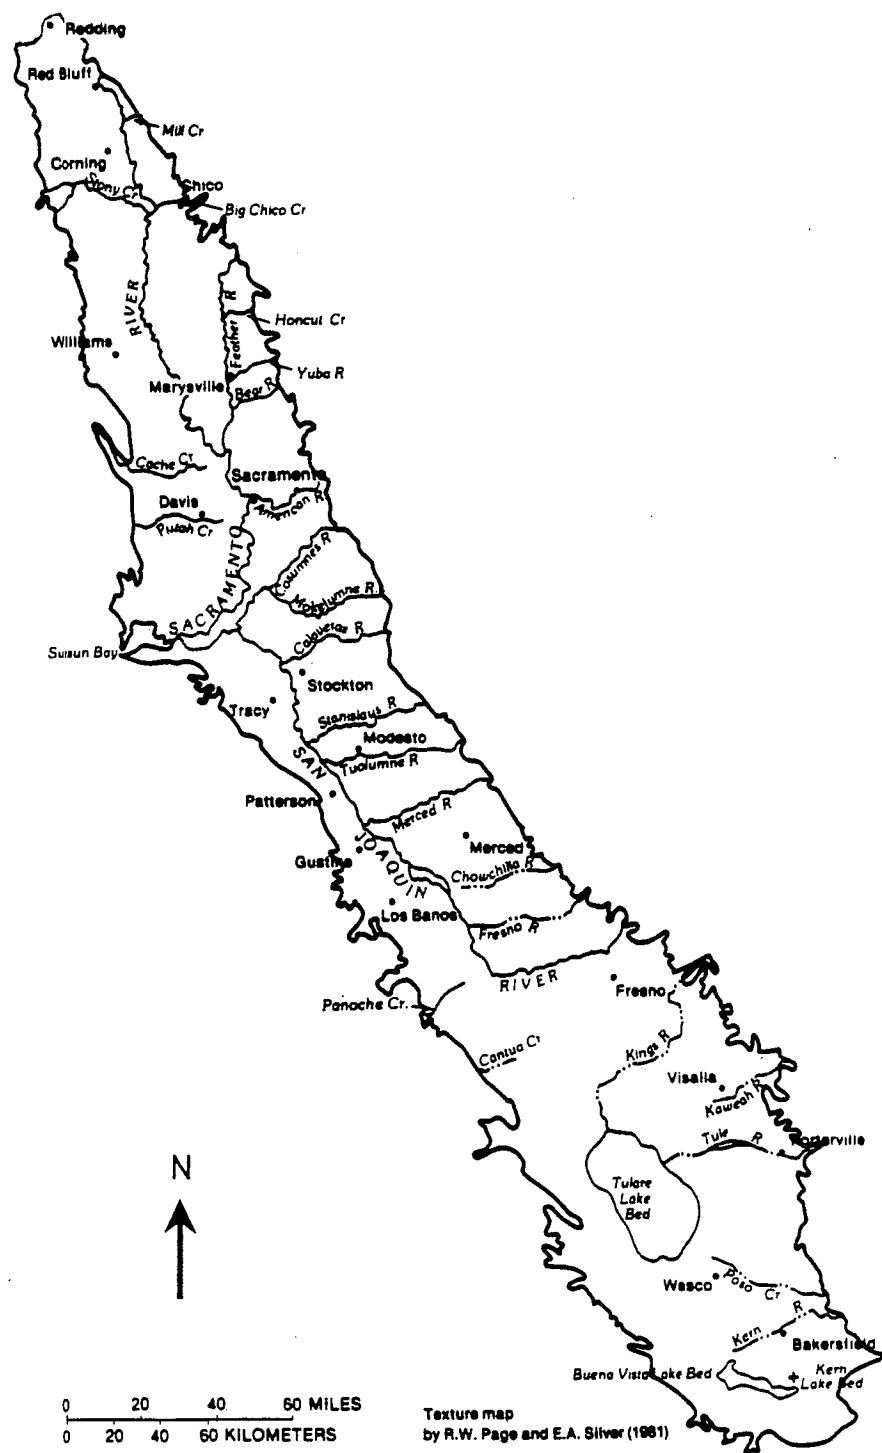 Redding
Red Bluff
Mill Cr
Corning
Stony Cr
Chico
Big Chico Cr
RIVER
Feather R
Honcut Cr
Williams
Yuba R
Marysville
Bear R
Cache Cr
Sacramento
American R
Davis
Putah Cr
SACRAMENTO
Cosumnes R
Mokelumne R.
Calaveras R
Suisun Bay
Stockton
Tracy
Stanislaus R
Modesto
SAN
Tuolumne R
Patterson
Merced R
JOAQUIN
Merced
Gustine
Chowchilla R
Los Banos
Fresno R
RIVER
Fresno
Panoche Cr.
Cantua Cr
Kings R
Visalia
Kaweah R
Tule R
Porterville
N
Tulare
Lake
Bed
Wasco
Poso Cr
Kern R
Bakersfield
Buena Vista Lake Bed
Kern
Lake Bed
0 20 40 60 MILES
0 20 40 60 KILOMETERS
Texture map
by R.W. Page and E.A. Silver (1981)